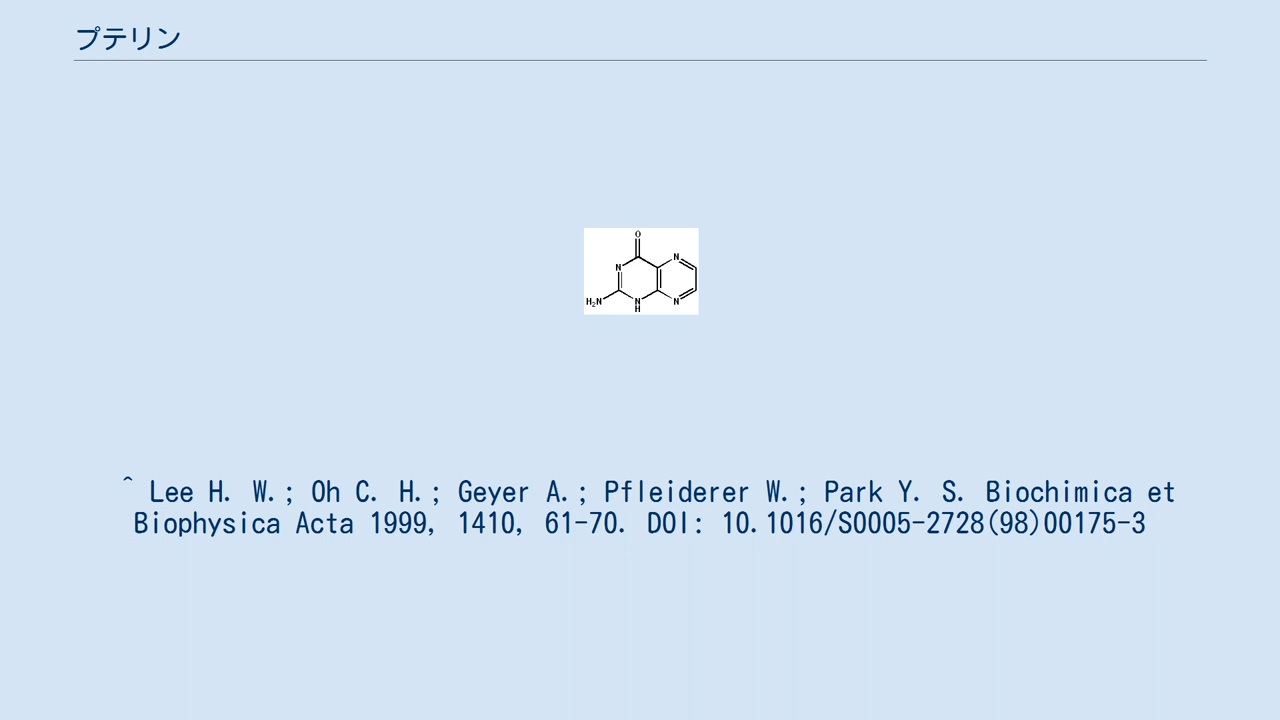 プテリン
O
N
N
H₂N
N
H
N
^ Lee H. W.; Oh C. H.; Geyer A.; Pfleiderer W.; Park Y. S. Biochimica et
Biophysica Acta 1999, 1410, 61-70. DOI: 10.1016/S0005-2728(98)00175-3